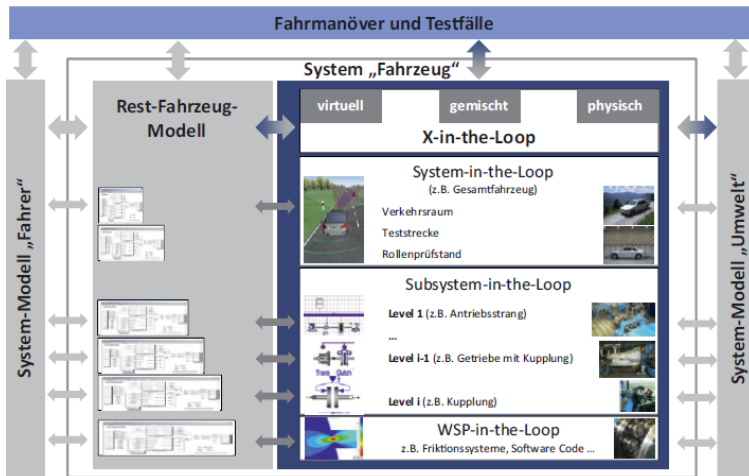 Fahrmanöver und Testfälle
System „Fahrzeug“
System-Modell „Fahrer“
Rest-Fahrzeug-
Modell
virtuell
gemischt
physisch
X-in-the-Loop
System-in-the-Loop
(z.B. Gesamtfahrzeug)
Verkehrsraum
Teststrecke
Rollenprüfstand
Subsystem-in-the-Loop
Level 1 (z.B. Antriebsstrang)
...
Level i-1 (z.B. Getriebe mit Kupplung)
Trans Clutch
Level i (z.B. Kupplung)
WSP-in-the-Loop
z.B. Friktionssysteme, Software Code ...
System-Modell „Umwelt“